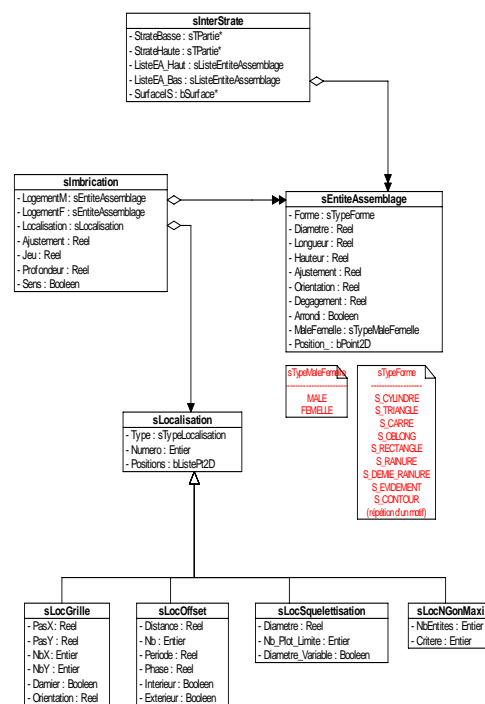 sInterStrate
- StrateBasse : sTPartie*
- StrateHaute : sTPartie*
- ListeEA_Haut : sListeEntiteAssemblage
- ListeEA_Bas : sListeEntiteAssemblage
- SurfaceIS : bSurface*
sImbrication
- LogementM : sEntiteAssemblage
- LogementF : sEntiteAssemblage
- Localisation : sLocalisation
- Ajustement : Reel
- Jeu : Reel
- Profondeur : Reel
- Sens : Booleen
sEntiteAssemblage
- Forme : sTypeForme
- Diametre : Reel
- Longueur : Reel
- Hauteur : Reel
- Ajustement : Reel
- Orientation : Reel
- Degagement : Reel
- Arrondi : Booleen
- MaleFemelle : sTypeMaleFemelle
- Position_ : bPoint2D
sTypeMaleFemelle
--------------------
MALE
FEMELLE
sTypeForme
----------------
S_CYLINDRE
S_TRIANGLE
S_CARRE
S_OBLONG
S_RECTANGLE
S_RAINURE
S_DEMIE_RAINURE
S_EVIDEMENT
S_CONTOUR
(répétion d'un motif)
sLocalisation
- Type : sTypeLocalisation
- Numero : Entier
- Positions : bListePt2D
sLocGrille
- PasX : Reel
- PasY : Reel
- NbX : Entier
- NbY : Entier
- Damier : Booleen
- Orientation : Reel
sLocOffset
- Distance : Reel
- Nb : Entier
- Periode : Reel
- Phase : Reel
- Interieur : Booleen
- Exterieur : Booleen
sLocSquelettisation
- Diametre : Reel
- Nb_Plot_Limite : Entier
- Diametre_Variable : Booleen
sLocNGonMaxi
- NbEntites : Entier
- Critere : Entier